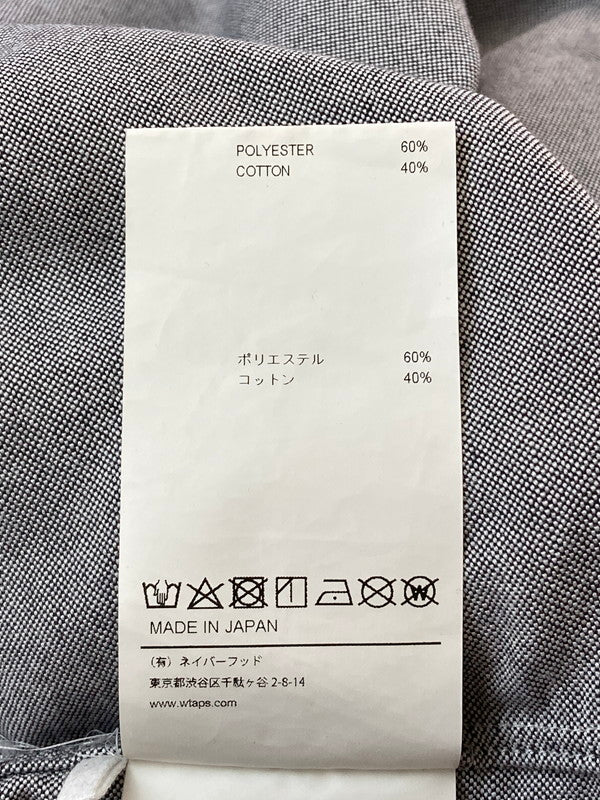 POLYESTER 60%
COTTON 40%
ポリエステル 60%
コットン 40%
MADE IN JAPAN
(有) ネイバーフッド
東京都渋谷区千駄ヶ谷 2-8-14
www.wtaps.com